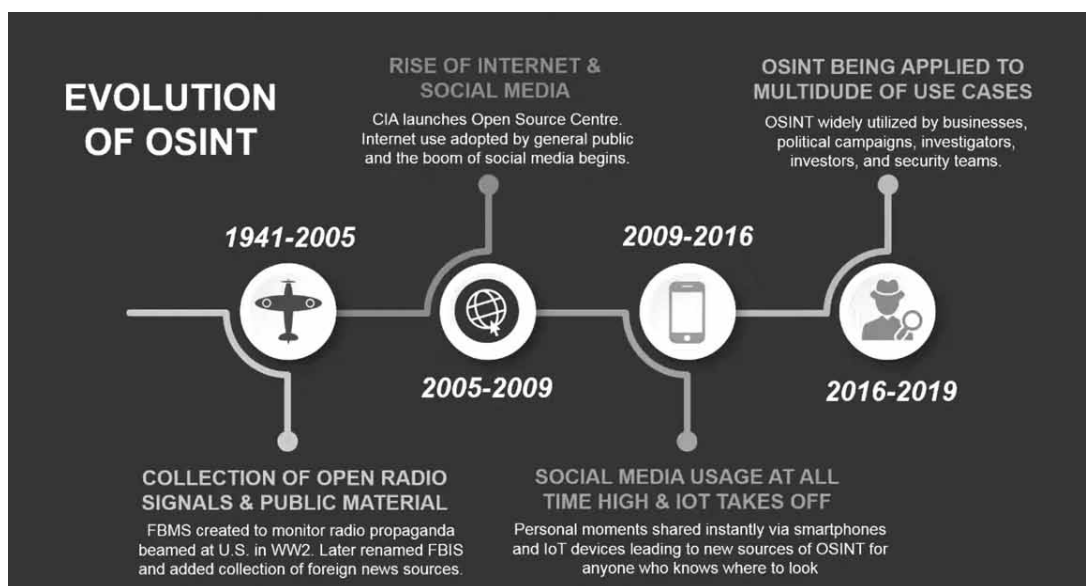 EVOLUTION
OF OSINT
1941-2005
COLLECTION OF OPEN RADIO
SIGNALS & PUBLIC MATERIAL
FBMS created to monitor radio propaganda
beamed at U.S. in WW2. Later renamed FBIS
and added collection of foreign news sources.
RISE OF INTERNET &
SOCIAL MEDIA
CIA launches Open Source Centre.
Internet use adopted by general public
and the boom of social media begins.
2005-2009
2009-2016
SOCIAL MEDIA USAGE AT ALL
TIME HIGH & IOT TAKES OFF
Personal moments shared instantly via smartphones
and IoT devices leading to new sources of OSINT for
anyone who knows where to look
OSINT BEING APPLIED TO
MULTIDUDE OF USE CASES
OSINT widely utilized by businesses,
political campaigns, investigators,
investors, and security teams.
2016-2019